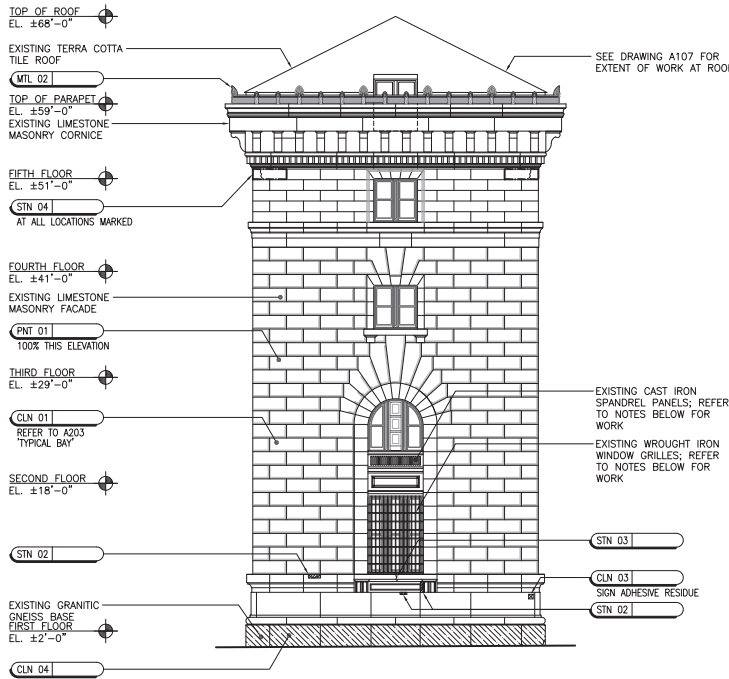 TOP OF ROOF
EL. ±68'-0"
EXISTING TERRA COTTA
TILE ROOF
MTL 02
TOP OF PARAPET
EL. ±59'-0"
EXISTING LIMESTONE
MASONRY CORNICE
FIFTH FLOOR
EL. ±51'-0"
STN 04
AT ALL LOCATIONS MARKED
FOURTH FLOOR
EL. ±41'-0"
EXISTING LIMESTONE
MASONRY FACADE
PNT 01
100% THIS ELEVATION
THIRD FLOOR
EL. ±29'-0"
CLN 01
REFER TO A203
'TYPICAL BAY'
SECOND FLOOR
EL. ±18'-0"
STN 02
EXISTING GRANITIC
GNEISS BASE
FIRST FLOOR
EL. ±2'-0"
CLN 04
SEE DRAWING A107 FOR
EXTENT OF WORK AT ROOF
EXISTING CAST IRON
SPANDREL PANELS; REFER
TO NOTES BELOW FOR
WORK
EXISTING WROUGHT IRON
WINDOW GRILLES; REFER
TO NOTES BELOW FOR
WORK
STN 03
CLN 03
SIGN ADHESIVE RESIDUE
STN 02